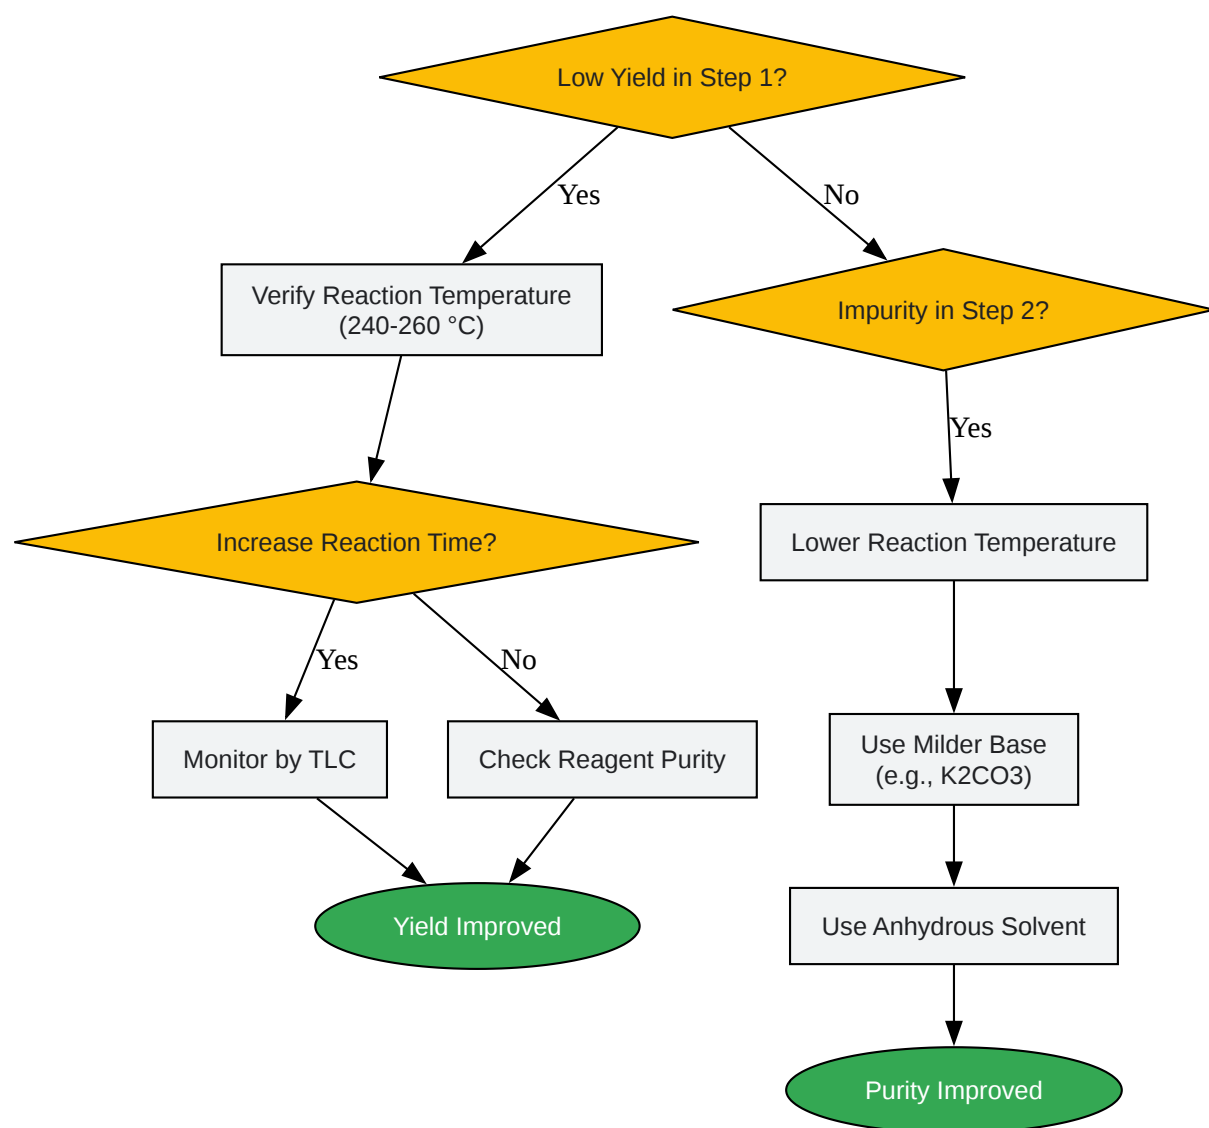 Low Yield in Step 1?
Yes
No
Verify Reaction Temperature
(240-260 °C)
Impurity in Step 2?
Yes
Increase Reaction Time?
Lower Reaction Temperature
Yes
No
Monitor by TLC
Check Reagent Purity
Use Milder Base
(e.g., K2CO3)
Yield Improved
Use Anhydrous Solvent
Purity Improved